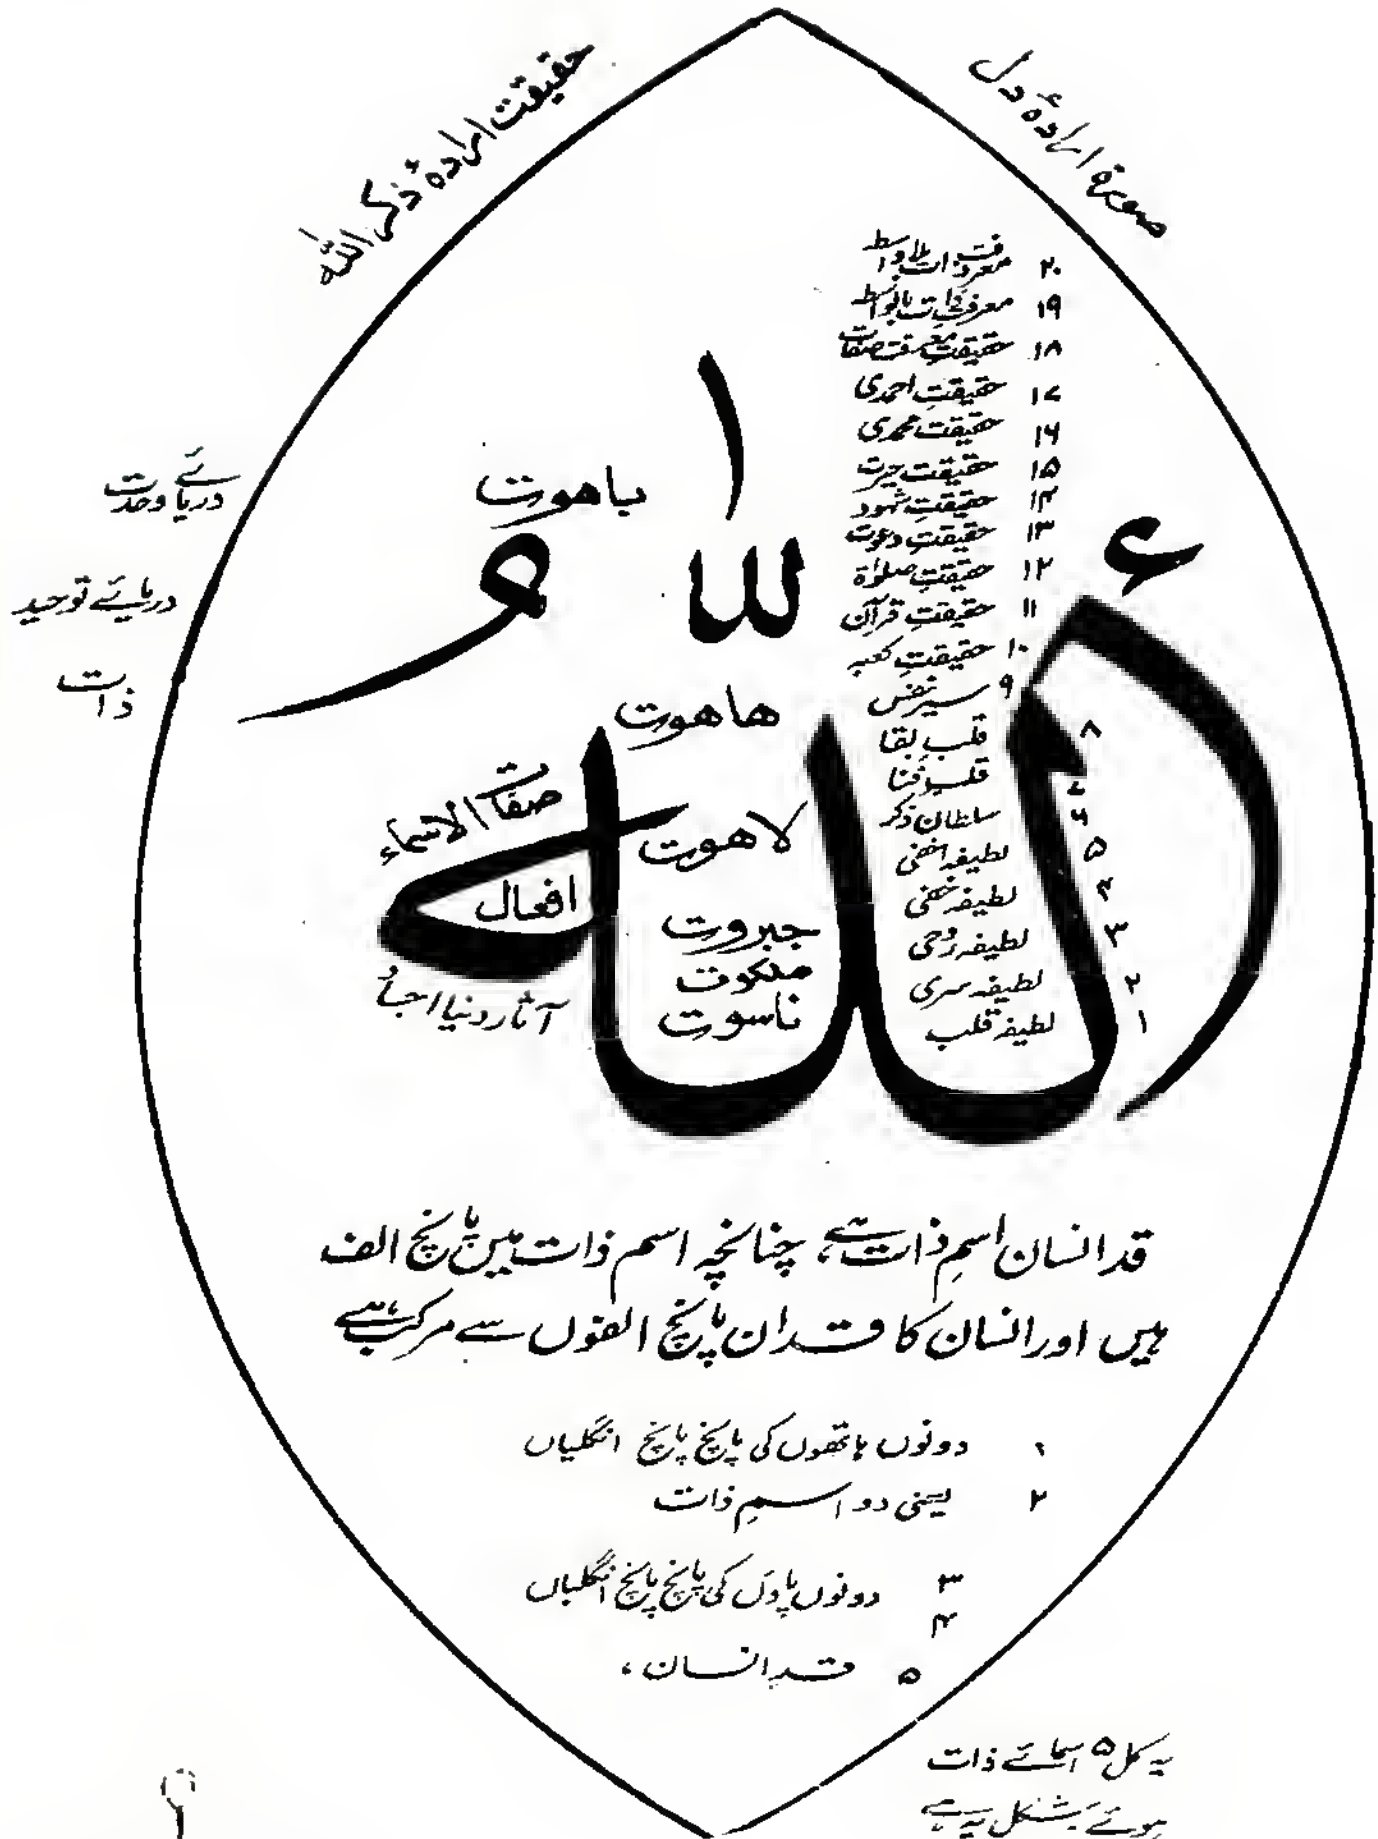 صورۃ ارادۂ دل
حقیقت ارادۂ ذکر اللہ
۲۰ معرفت ذات بلا واسطہ
۱۹ معرفت ذات بالواسطہ
۱۸ حقیقتِ معرفت صفات
۱۷ حقیقتِ احمدی
۱۶ حقیقت محمدی
۱۵ حقیقت حیرت
۱۴ حقیقتِ شہود
۱۳ حقیقتِ دعوت
۱۲ حقیقتِ صلوٰۃ
۱۱ حقیقتِ قرآن
۱۰ حقیقتِ کعبہ
۹ سیر نفس
۸ قلبِ بقا
۷ قلبِ فنا
۶ سلطان ذکر
۵ لطیفہ اخفیٰ
۴ لطیفہ خفی
۳ لطیفہ روحی
۲ لطیفہ سری
۱ لطیفہ قلب
اللہ
باھوت
ھاھوت
لاھوت
جبروت
ملکوت
ناسوت
دریائے وحدت
دریائے توحید
ذات
صفات الاسماء
افعال
آثار دنیا
قد انسان اسمِ ذات ہے، چنانچہ اسم ذات میں پانچ الف
ہیں اور انسان کا قد ان پانچ الفوں سے مرکب ہے
۱ دونوں ہاتھوں کی پانچ پانچ انگلیاں
۲ یعنی دو اسمِ ذات
۳ دونوں پاؤں کی پانچ پانچ انگلیاں
۴
۵ قد انسان،
یہ کل ۵ اسمائے ذات
ہوئے بشکل یہ ہے